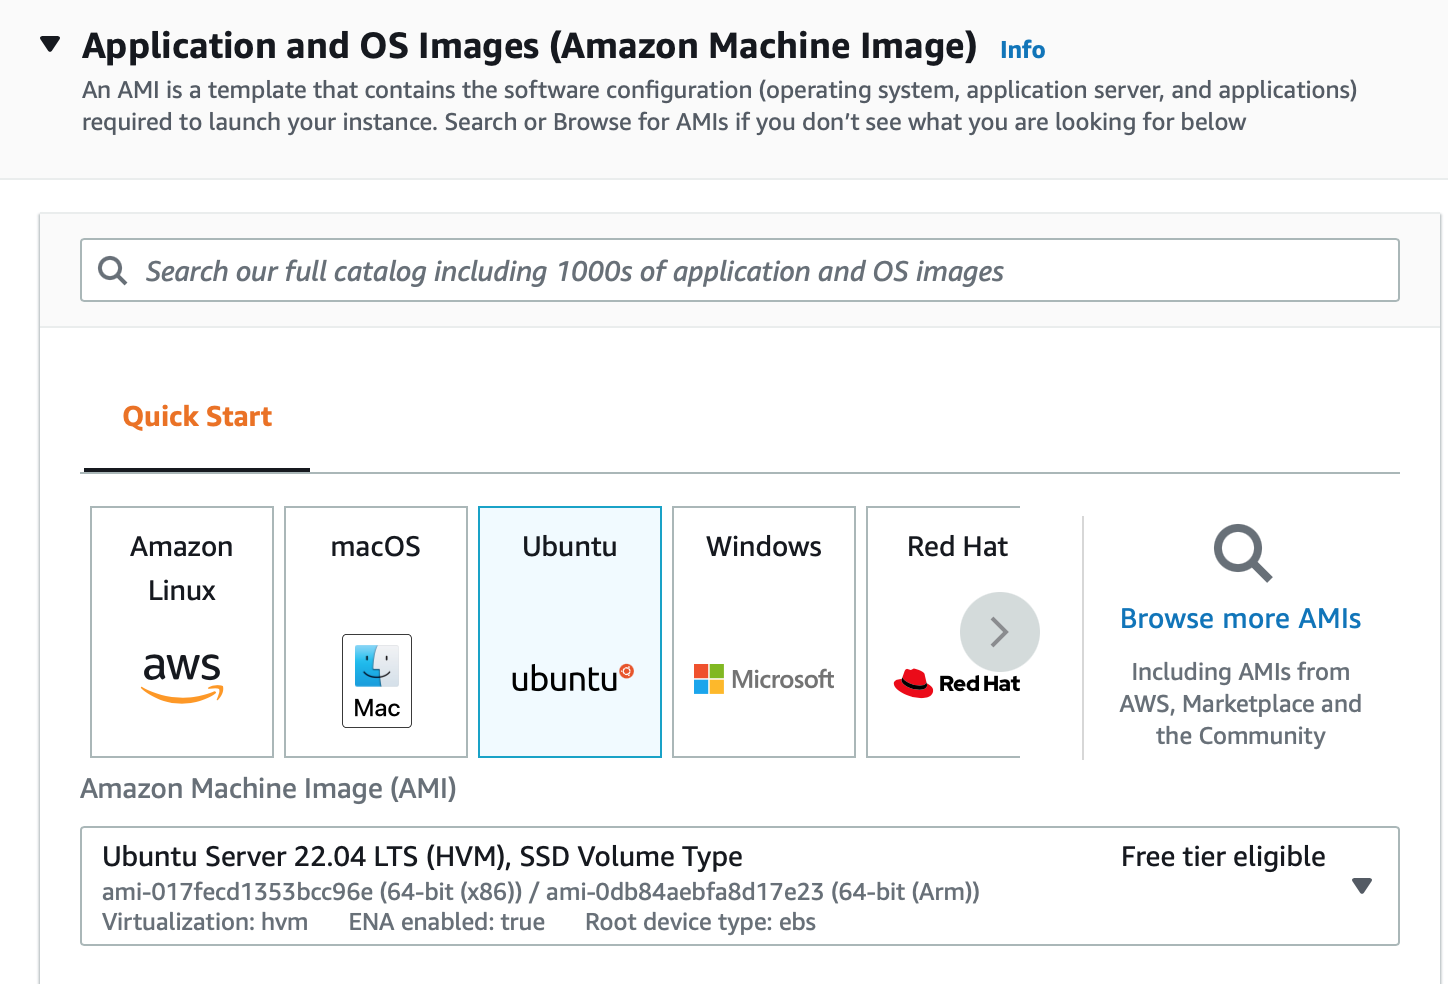 Application and OS Images (Amazon Machine Image) Info
An AMI is a template that contains the software configuration (operating system, application server, and applications)
required to launch your instance. Search or Browse for AMIs if you don’t see what you are looking for below
Search our full catalog including 1000s of application and OS images
Quick Start
Amazon
Linux
aws
macOS
Mac
Ubuntu
ubuntu
Windows
Microsoft
Red Hat
Red Hat
Browse more AMIs
Including AMIs from
AWS, Marketplace and
the Community
Amazon Machine Image (AMI)
Ubuntu Server 22.04 LTS (HVM), SSD Volume Type Free tier eligible
ami-017fecd1353bcc96e (64-bit (x86)) / ami-0db84aebfa8d17e23 (64-bit (Arm))
Virtualization: hvm ENA enabled: true Root device type: ebs